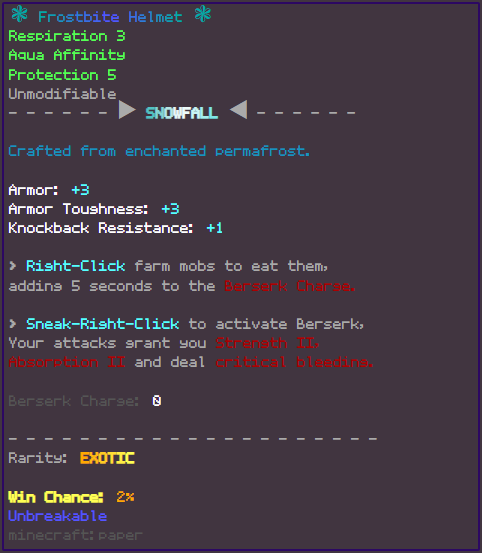 ❃ Frostbite Helmet ❃
Respiration 3
Aqua Affinity
Protection 5
Unmodifiable
- - - - - - ▶ SNOWFALL ◀ - - - - - -
Crafted from enchanted permafrost.
Armor: +3
Armor Toughness: +3
Knockback Resistance: +1
> Right-Click farm mobs to eat them,
adding 5 seconds to the Berserk Charge.
> Sneak-Right-Click to activate Berserk,
Your attacks grant you Strength II,
Absorption II and deal critical bleeding.
Berserk Charge: 0
- - - - - - - - - - - - - - - - - - - - - -
Rarity: EXOTIC
Win Chance: 2%
Unbreakable
minecraft:paper